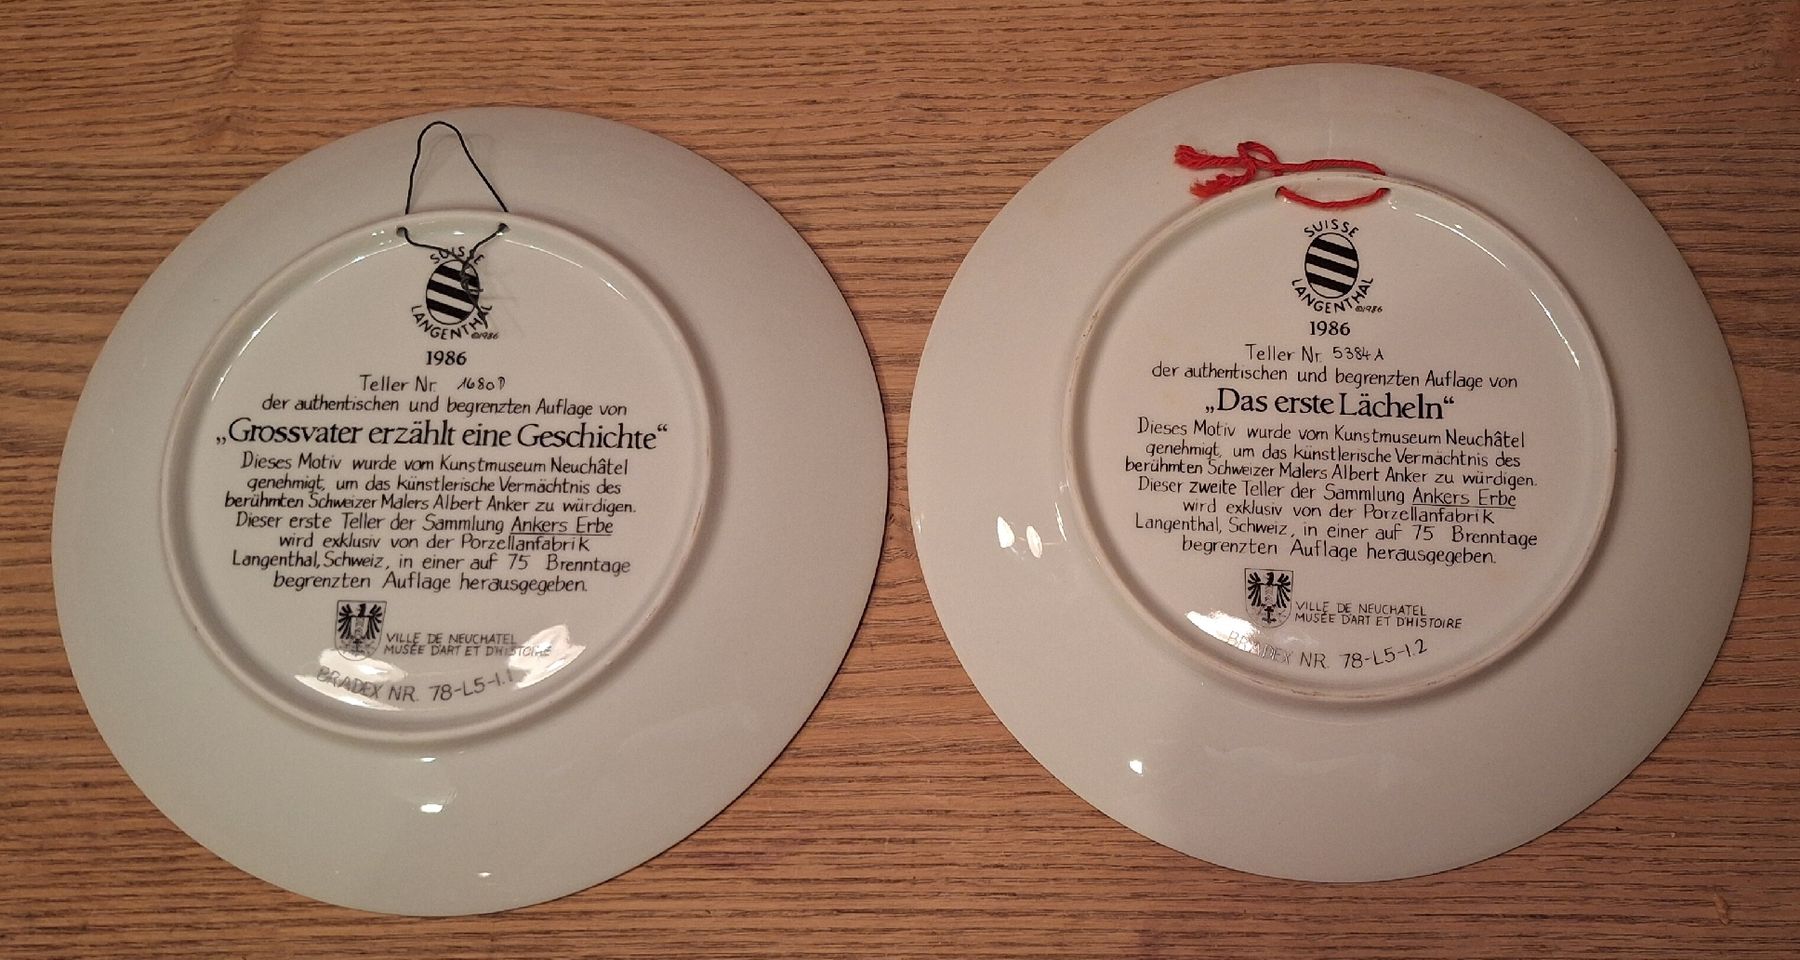 SUISSE
LANGENTHAL
©1986
1986
Teller Nr. 1680 D
der authentischen und begrenzten Auflage von
„Grossvater erzählt eine Geschichte“
Dieses Motiv wurde vom Kunstmuseum Neuchâtel
genehmigt, um das künstlerische Vermächtnis des
berühmten Schweizer Malers Albert Anker zu würdigen.
Dieser erste Teller der Sammlung Ankers Erbe
wird exklusiv von der Porzellanfabrik
Langenthal, Schweiz, in einer auf 75 Brenntage
begrenzten Auflage herausgegeben.
VILLE DE NEUCHATEL
MUSÉE D'ART ET D'HISTOIRE
BRADEX NR. 78-L5-1.1
SUISSE
LANGENTHAL
©1986
1986
Teller Nr. 5384 A
der authentischen und begrenzten Auflage von
„Das erste Lächeln“
Dieses Motiv wurde vom Kunstmuseum Neuchâtel
genehmigt, um das künstlerische Vermächtnis des
berühmten Schweizer Malers Albert Anker zu würdigen.
Dieser zweite Teller der Sammlung Ankers Erbe
wird exklusiv von der Porzellanfabrik
Langenthal, Schweiz, in einer auf 75 Brenntage
begrenzten Auflage herausgegeben.
VILLE DE NEUCHATEL
MUSÉE D'ART ET D'HISTOIRE
BRADEX NR. 78-L5-1.2